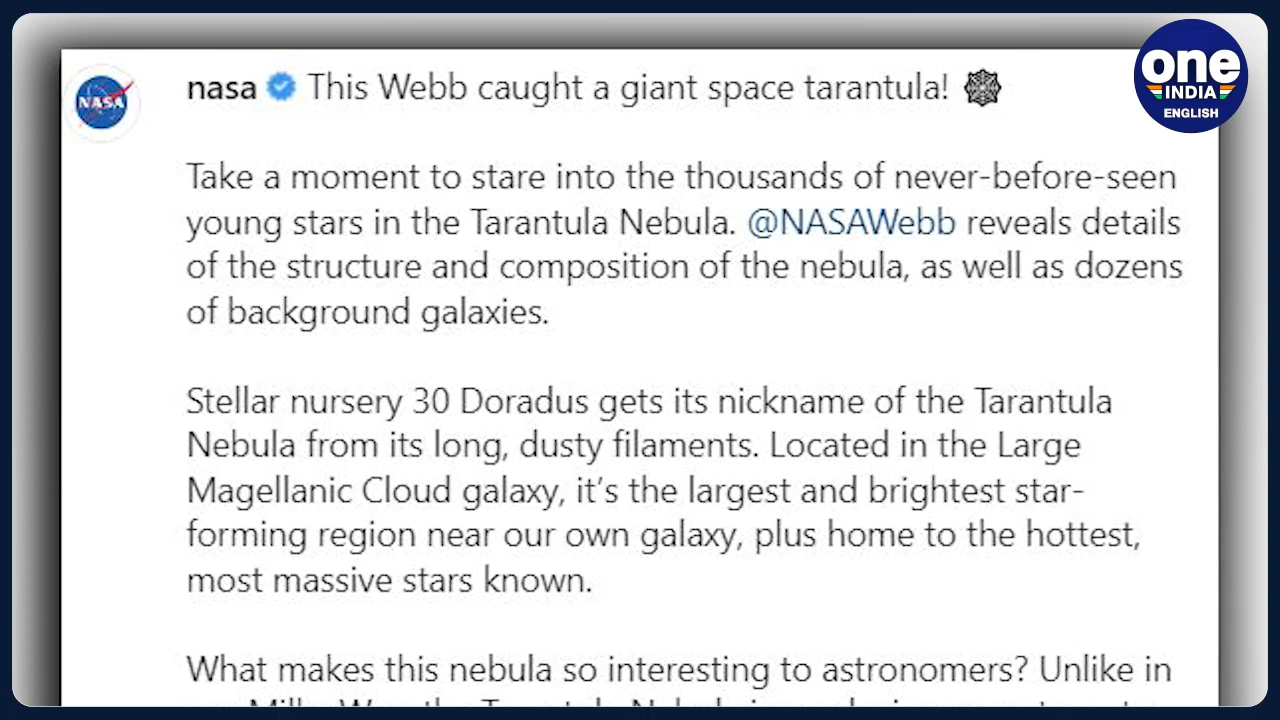 one
INDIA
ENGLISH
NASA
nasa This Webb caught a giant space tarantula! 🕸
Take a moment to stare into the thousands of never-before-seen
young stars in the Tarantula Nebula. @NASAWebb reveals details
of the structure and composition of the nebula, as well as dozens
of background galaxies.
Stellar nursery 30 Doradus gets its nickname of the Tarantula
Nebula from its long, dusty filaments. Located in the Large
Magellanic Cloud galaxy, it’s the largest and brightest star-
forming region near our own galaxy, plus home to the hottest,
most massive stars known.
What makes this nebula so interesting to astronomers? Unlike in